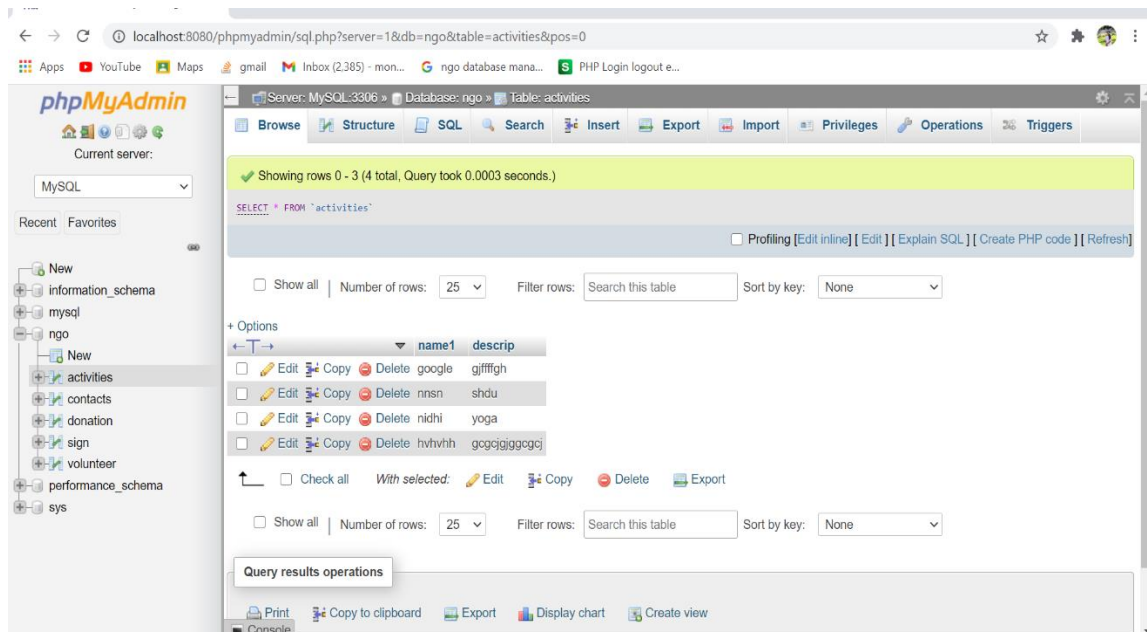 localhost:8080/phpmyadmin/sql.php?server=1&db=ngo&table=activities&pos=0
Apps YouTube Maps gmail Inbox (2,385) - mon... ngo database mana... PHP Login logout e...
phpMyAdmin
Current server:
MySQL
Recent Favorites
New
information_schema
mysql
ngo
New
activities
contacts
donation
sign
volunteer
performance_schema
sys
Server: MySQL:3306 » Database: ngo » Table: activities
Browse Structure SQL Search Insert Export Import Privileges Operations Triggers
Showing rows 0 - 3 (4 total, Query took 0.0003 seconds.)
SELECT * FROM `activities`
Profiling [Edit inline] [ Edit ] [ Explain SQL ] [ Create PHP code ] [ Refresh]
Show all | Number of rows: 25 Filter rows: Search this table Sort by key: None
+ Options
←T→ name1 descrip
Edit Copy Delete google gjffffgh
Edit Copy Delete nnsn shdu
Edit Copy Delete nidhi yoga
Edit Copy Delete hvhvhh gcgcjgjggcgcj
Check all With selected: Edit Copy Delete Export
Show all | Number of rows: 25 Filter rows: Search this table Sort by key: None
Query results operations
Print Copy to clipboard Export Display chart Create view
Console